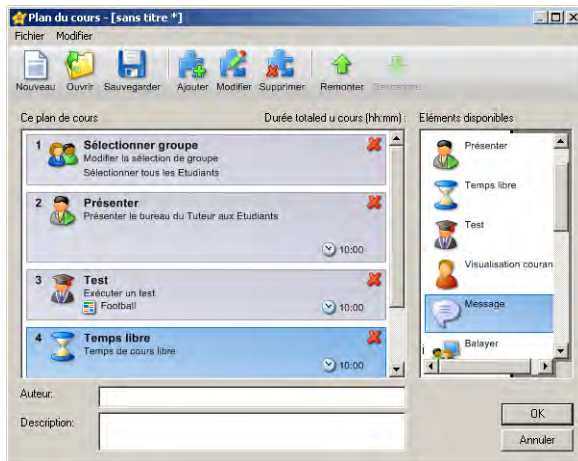 Plan du cours - [sans titre *]
Fichier Modifier
Nouveau Ouvrir Sauvegarder Ajouter Modifier Supprimer Remonter Descendre
Ce plan de cours Durée totaled u cours (hh:mm) : Eléments disponibles
1 Sélectionner groupe
Modifier la sélection de groupe
Sélectionner tous les Etudiants
2 Présenter
Présenter le bureau du Tuteur aux Etudiants
10:00
3 Test
Exécuter un test
Football
10:00
4 Temps libre
Temps de cours libre
10:00
Présenter
Temps libre
Test
Visualisation couran
Message
Balayer
Auteur:
Description:
OK
Annuler